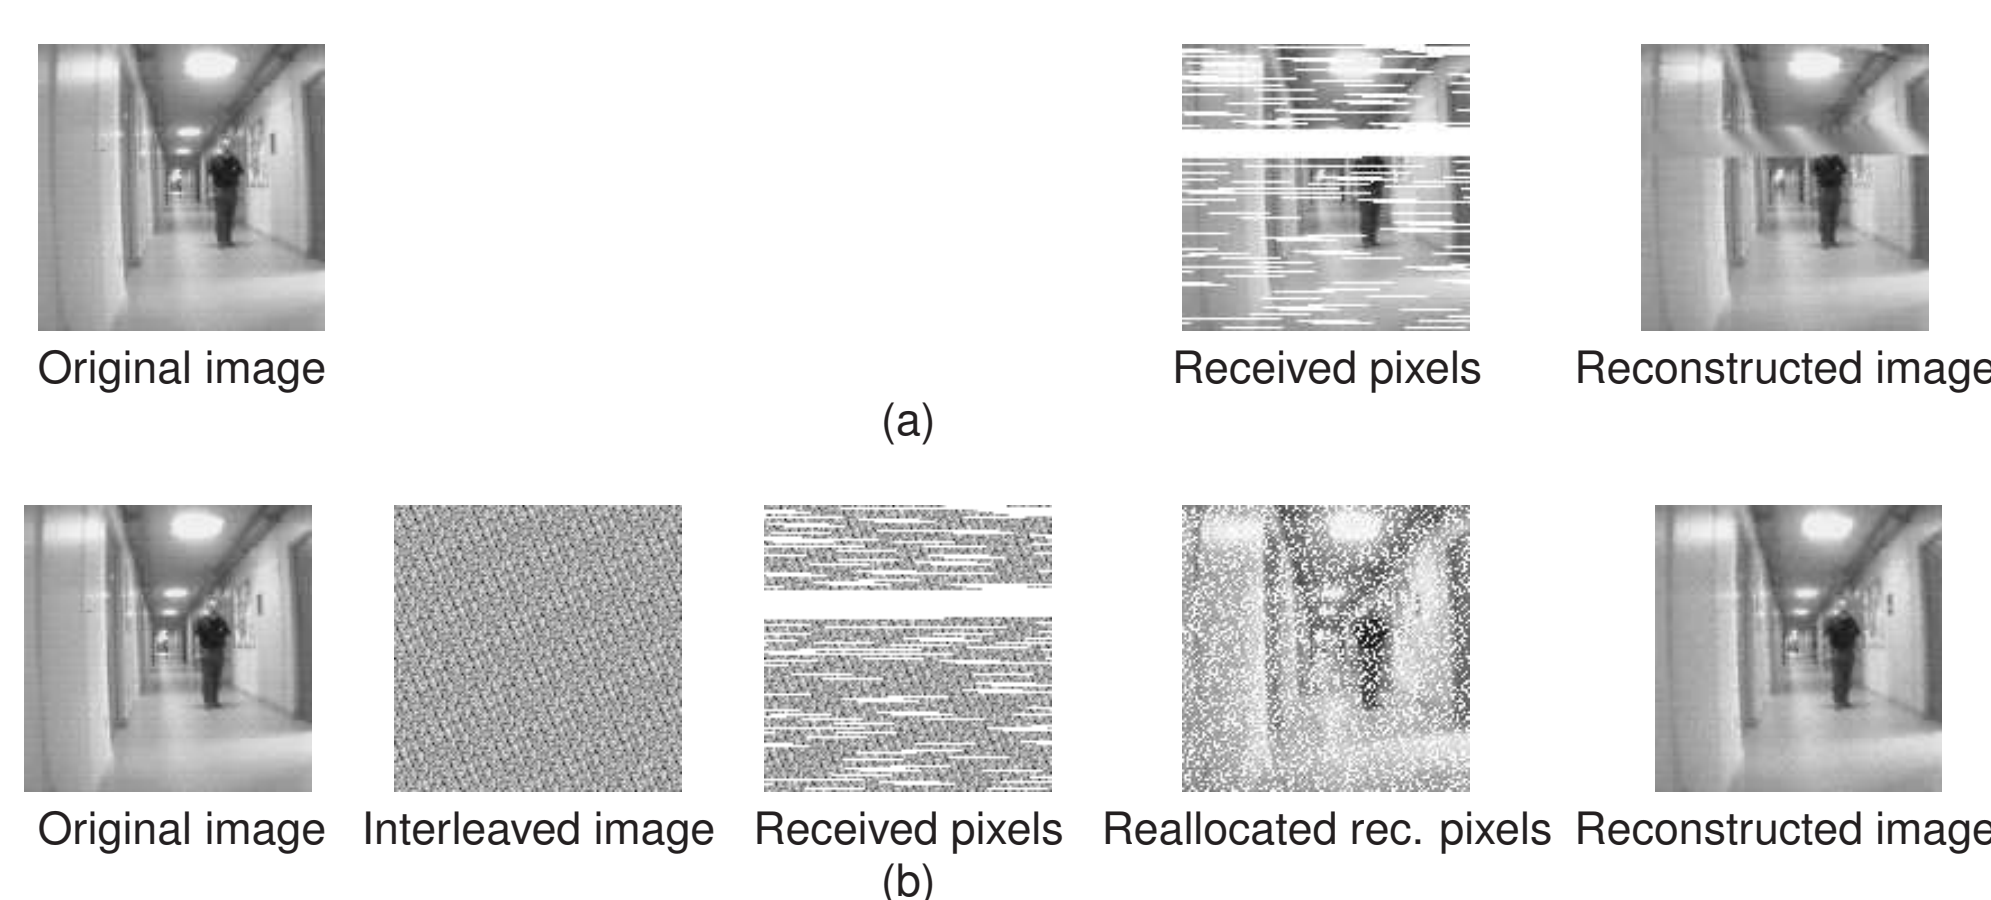 Original image Received pixels Reconstructed image
(a)
Original image Interleaved image Received pixels Reallocated rec. pixels Reconstructed image
(b)